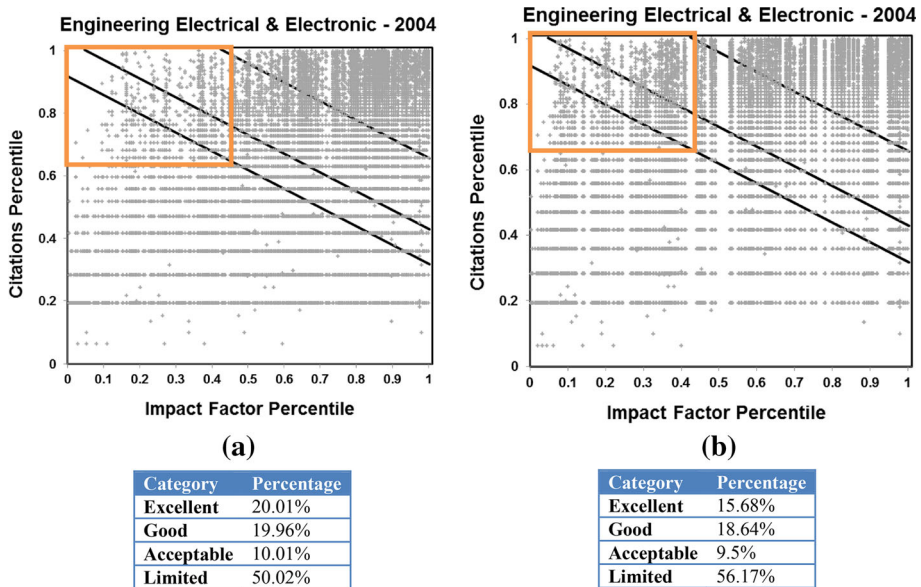 Engineering Electrical & Electronic - 2004
1
0.8
0.6
0.4
0.2
0
Citations Percentile
0 0.1 0.2 0.3 0.4 0.5 0.6 0.7 0.8 0.9 1
Impact Factor Percentile
(a)
Category Percentage
Excellent 20.01%
Good 19.96%
Acceptable 10.01%
Limited 50.02%
Engineering Electrical & Electronic - 2004
1
0.8
0.6
0.4
0.2
0
Citations Percentile
0 0.1 0.2 0.3 0.4 0.5 0.6 0.7 0.8 0.9 1
Impact Factor Percentile
(b)
Category Percentage
Excellent 15.68%
Good 18.64%
Acceptable 9.5%
Limited 56.17%